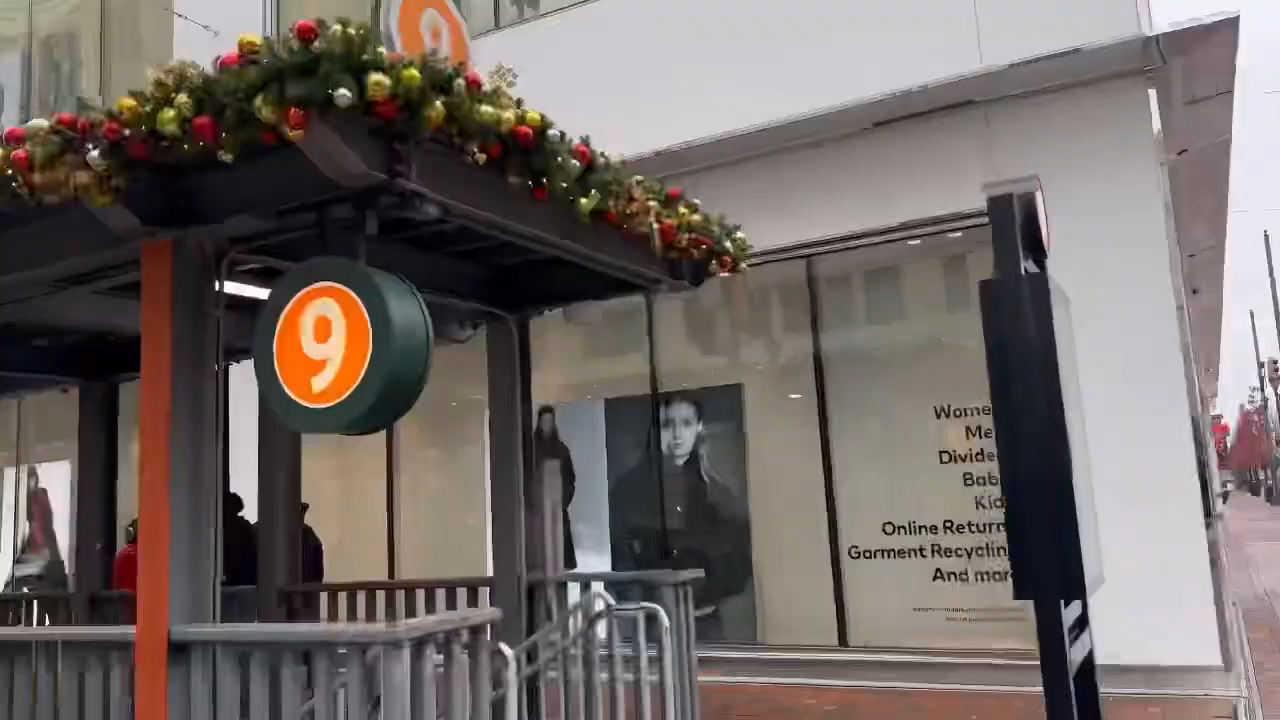 9
9
Wome
Me
Divide
Bab
Kid
Online Return
Garment Recyclin
And mor